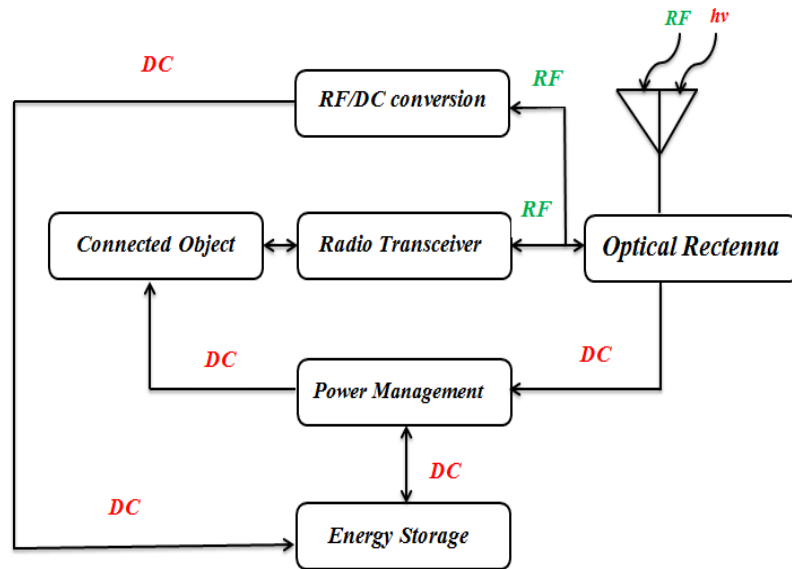 RF hv
DC
RF/DC conversion
RF
RF
Connected Object
Radio Transceiver
Optical Rectenna
DC
DC
Power Management
DC
DC
Energy Storage